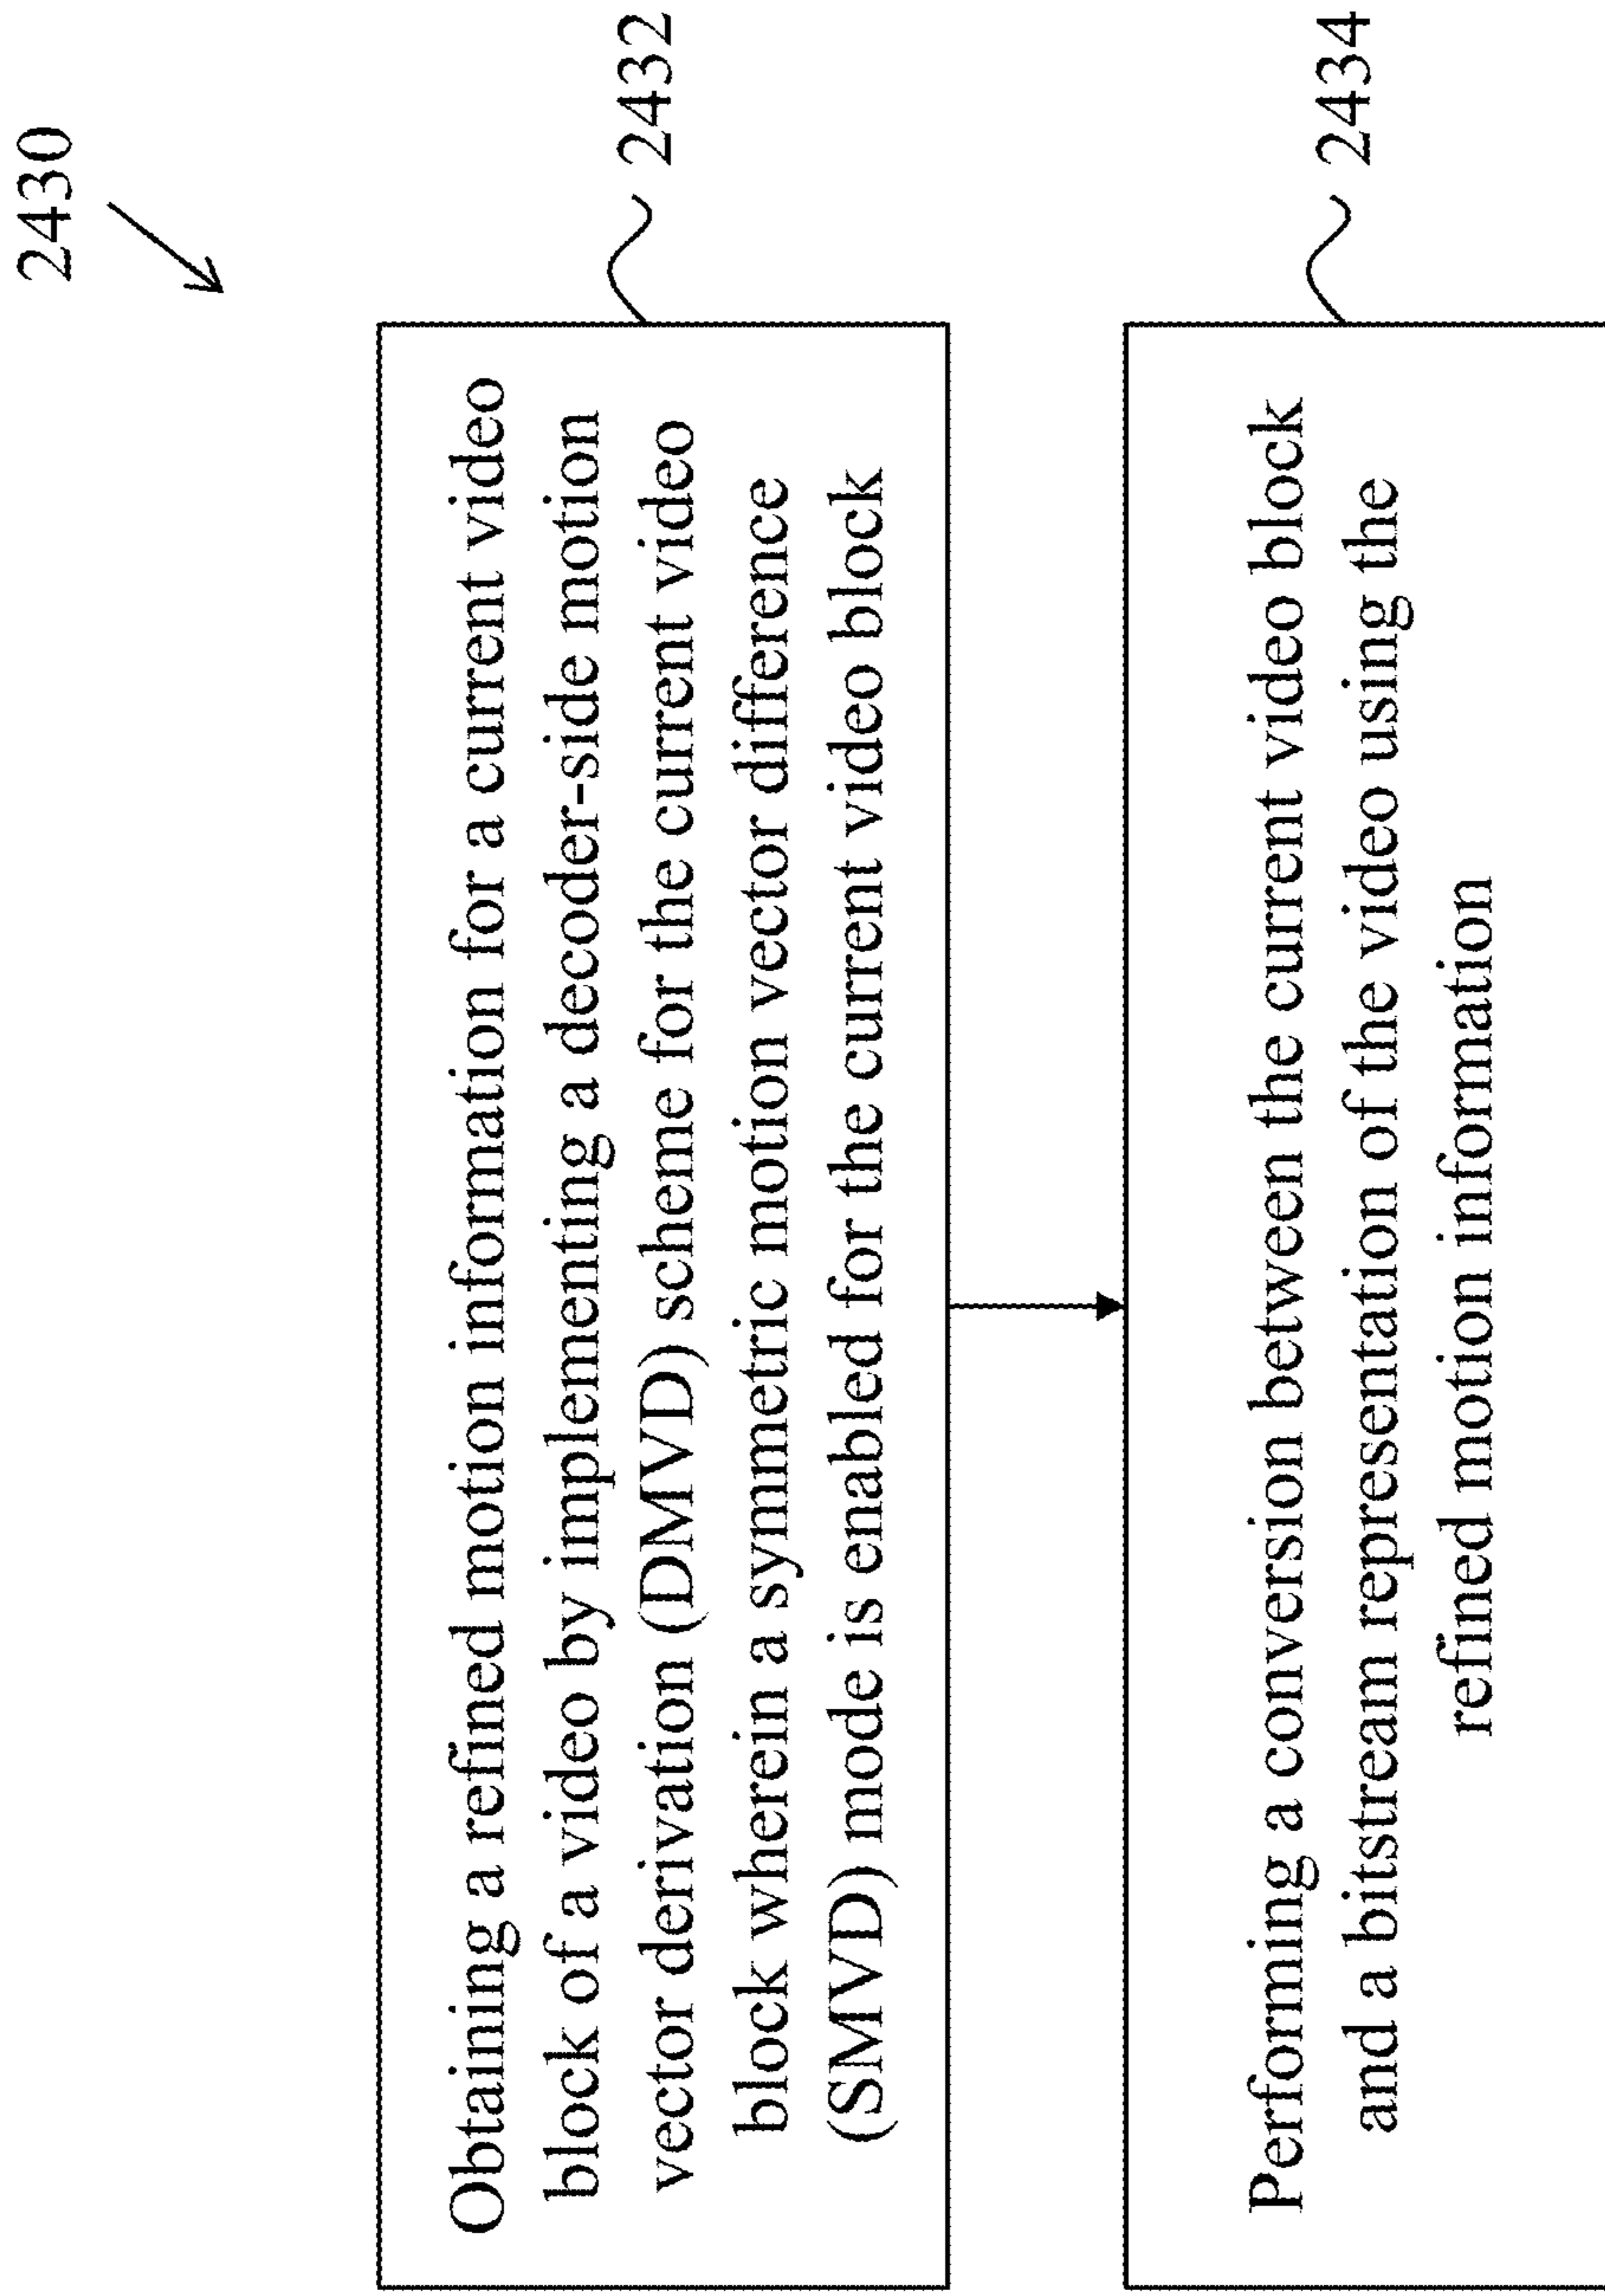 2430
Obtaining a refined motion information for a current video
block of a video by implementing a decoder-side motion
vector derivation (DMVD) scheme for the current video
block wherein a symmetric motion vector difference
(SMVD) mode is enabled for the current video block
2432
Performing a conversion between the current video block
and a bitstream representation of the video using the
refined motion information
2434